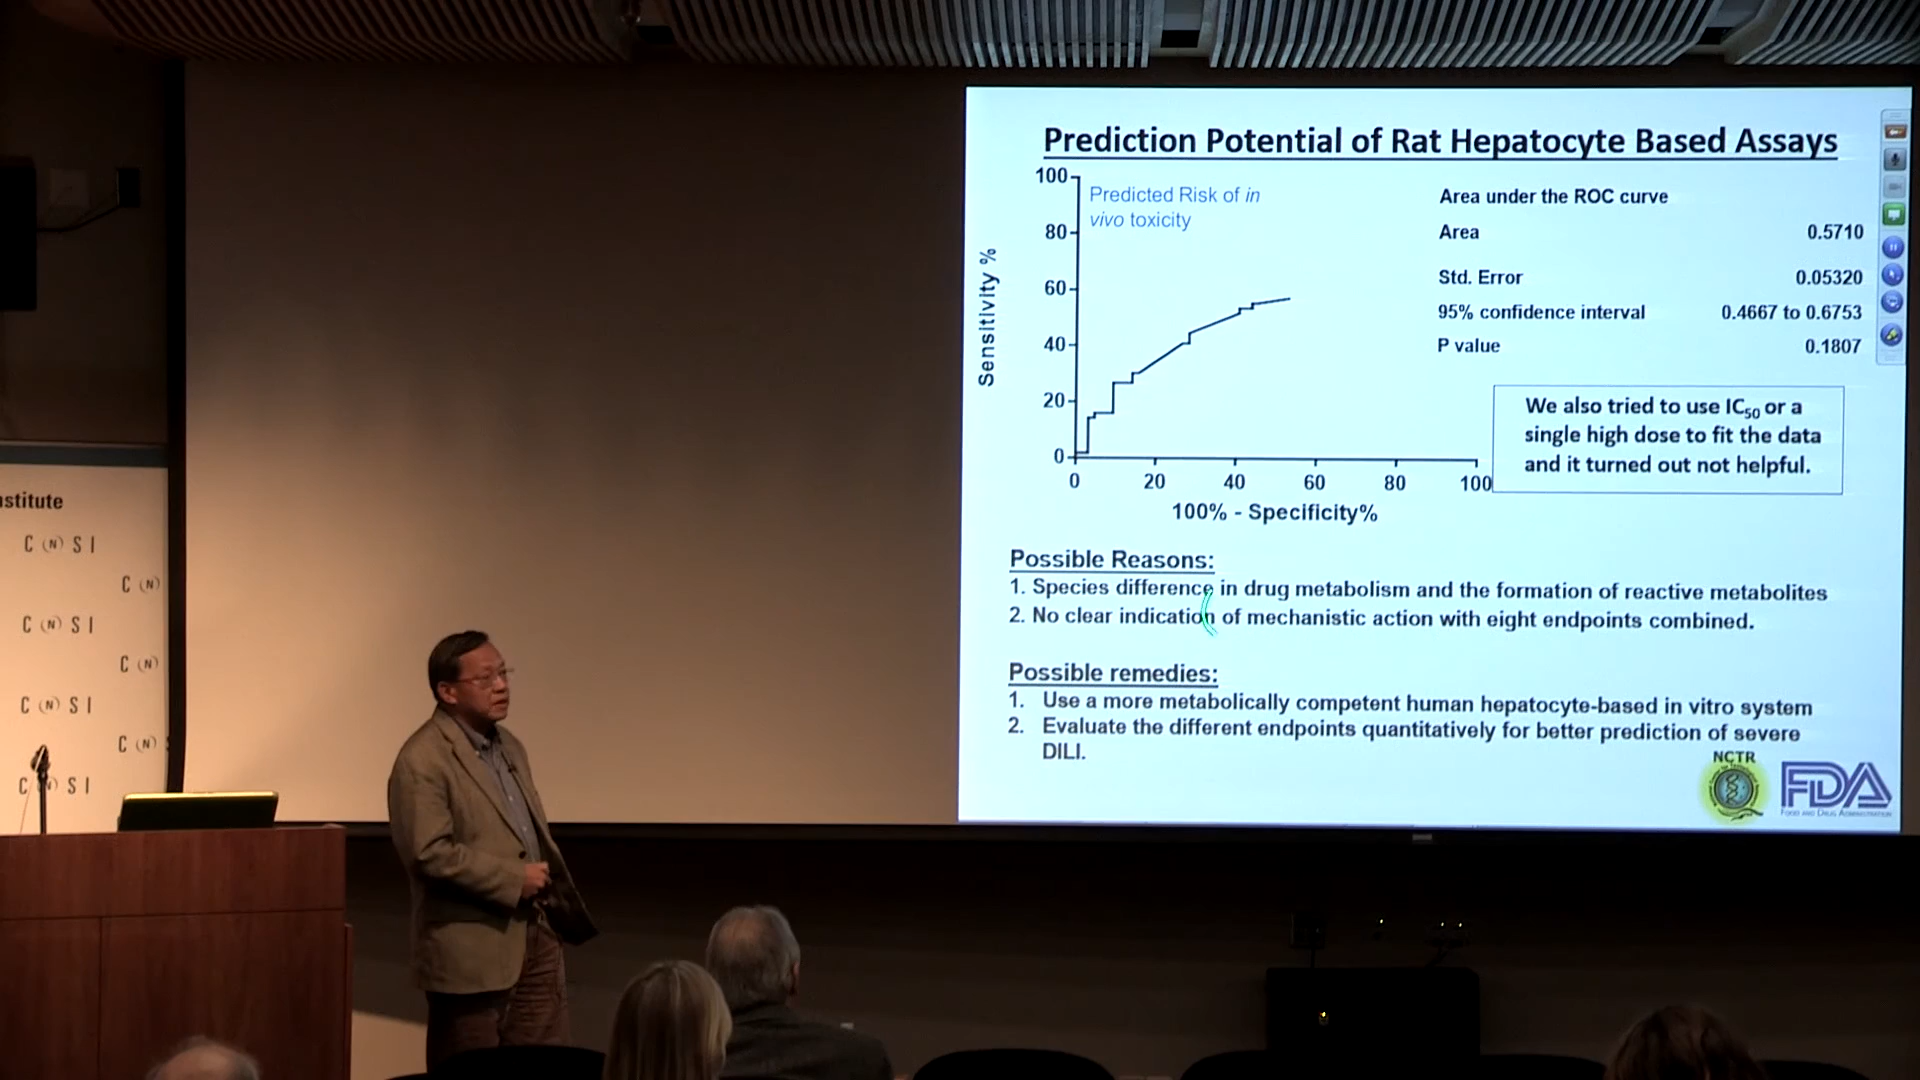 Prediction Potential of Rat Hepatocyte Based Assays
100
80
60
40
20
0
Sensitivity %
Predicted Risk of in
vivo toxicity
0 20 40 60 80 100
100% - Specificity%
Area under the ROC curve
Area 0.5710
Std. Error 0.05320
95% confidence interval 0.4667 to 0.6753
P value 0.1807
We also tried to use IC50 or a
single high dose to fit the data
and it turned out not helpful.
Possible Reasons:
1. Species difference in drug metabolism and the formation of reactive metabolites
2. No clear indication of mechanistic action with eight endpoints combined.
Possible remedies:
1. Use a more metabolically competent human hepatocyte-based in vitro system
2. Evaluate the different endpoints quantitatively for better prediction of severe
DILI.
NCTR
FDA
Food and Drug Administration
stitute
C (N) S I
C (N)
C (N) S I
C (N)
C (N) S I
C (N)
C (N) S I